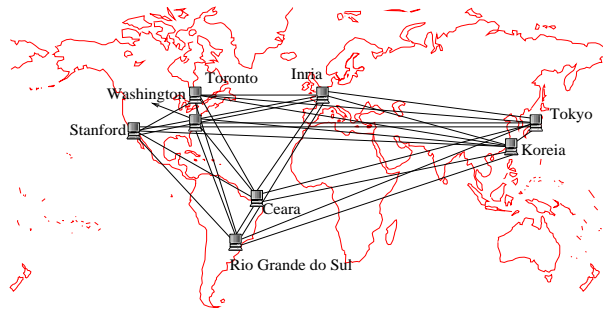 Inria
Toronto
Washington
Tokyo
Stanford
Koreia
Ceara
Rio Grande do Sul